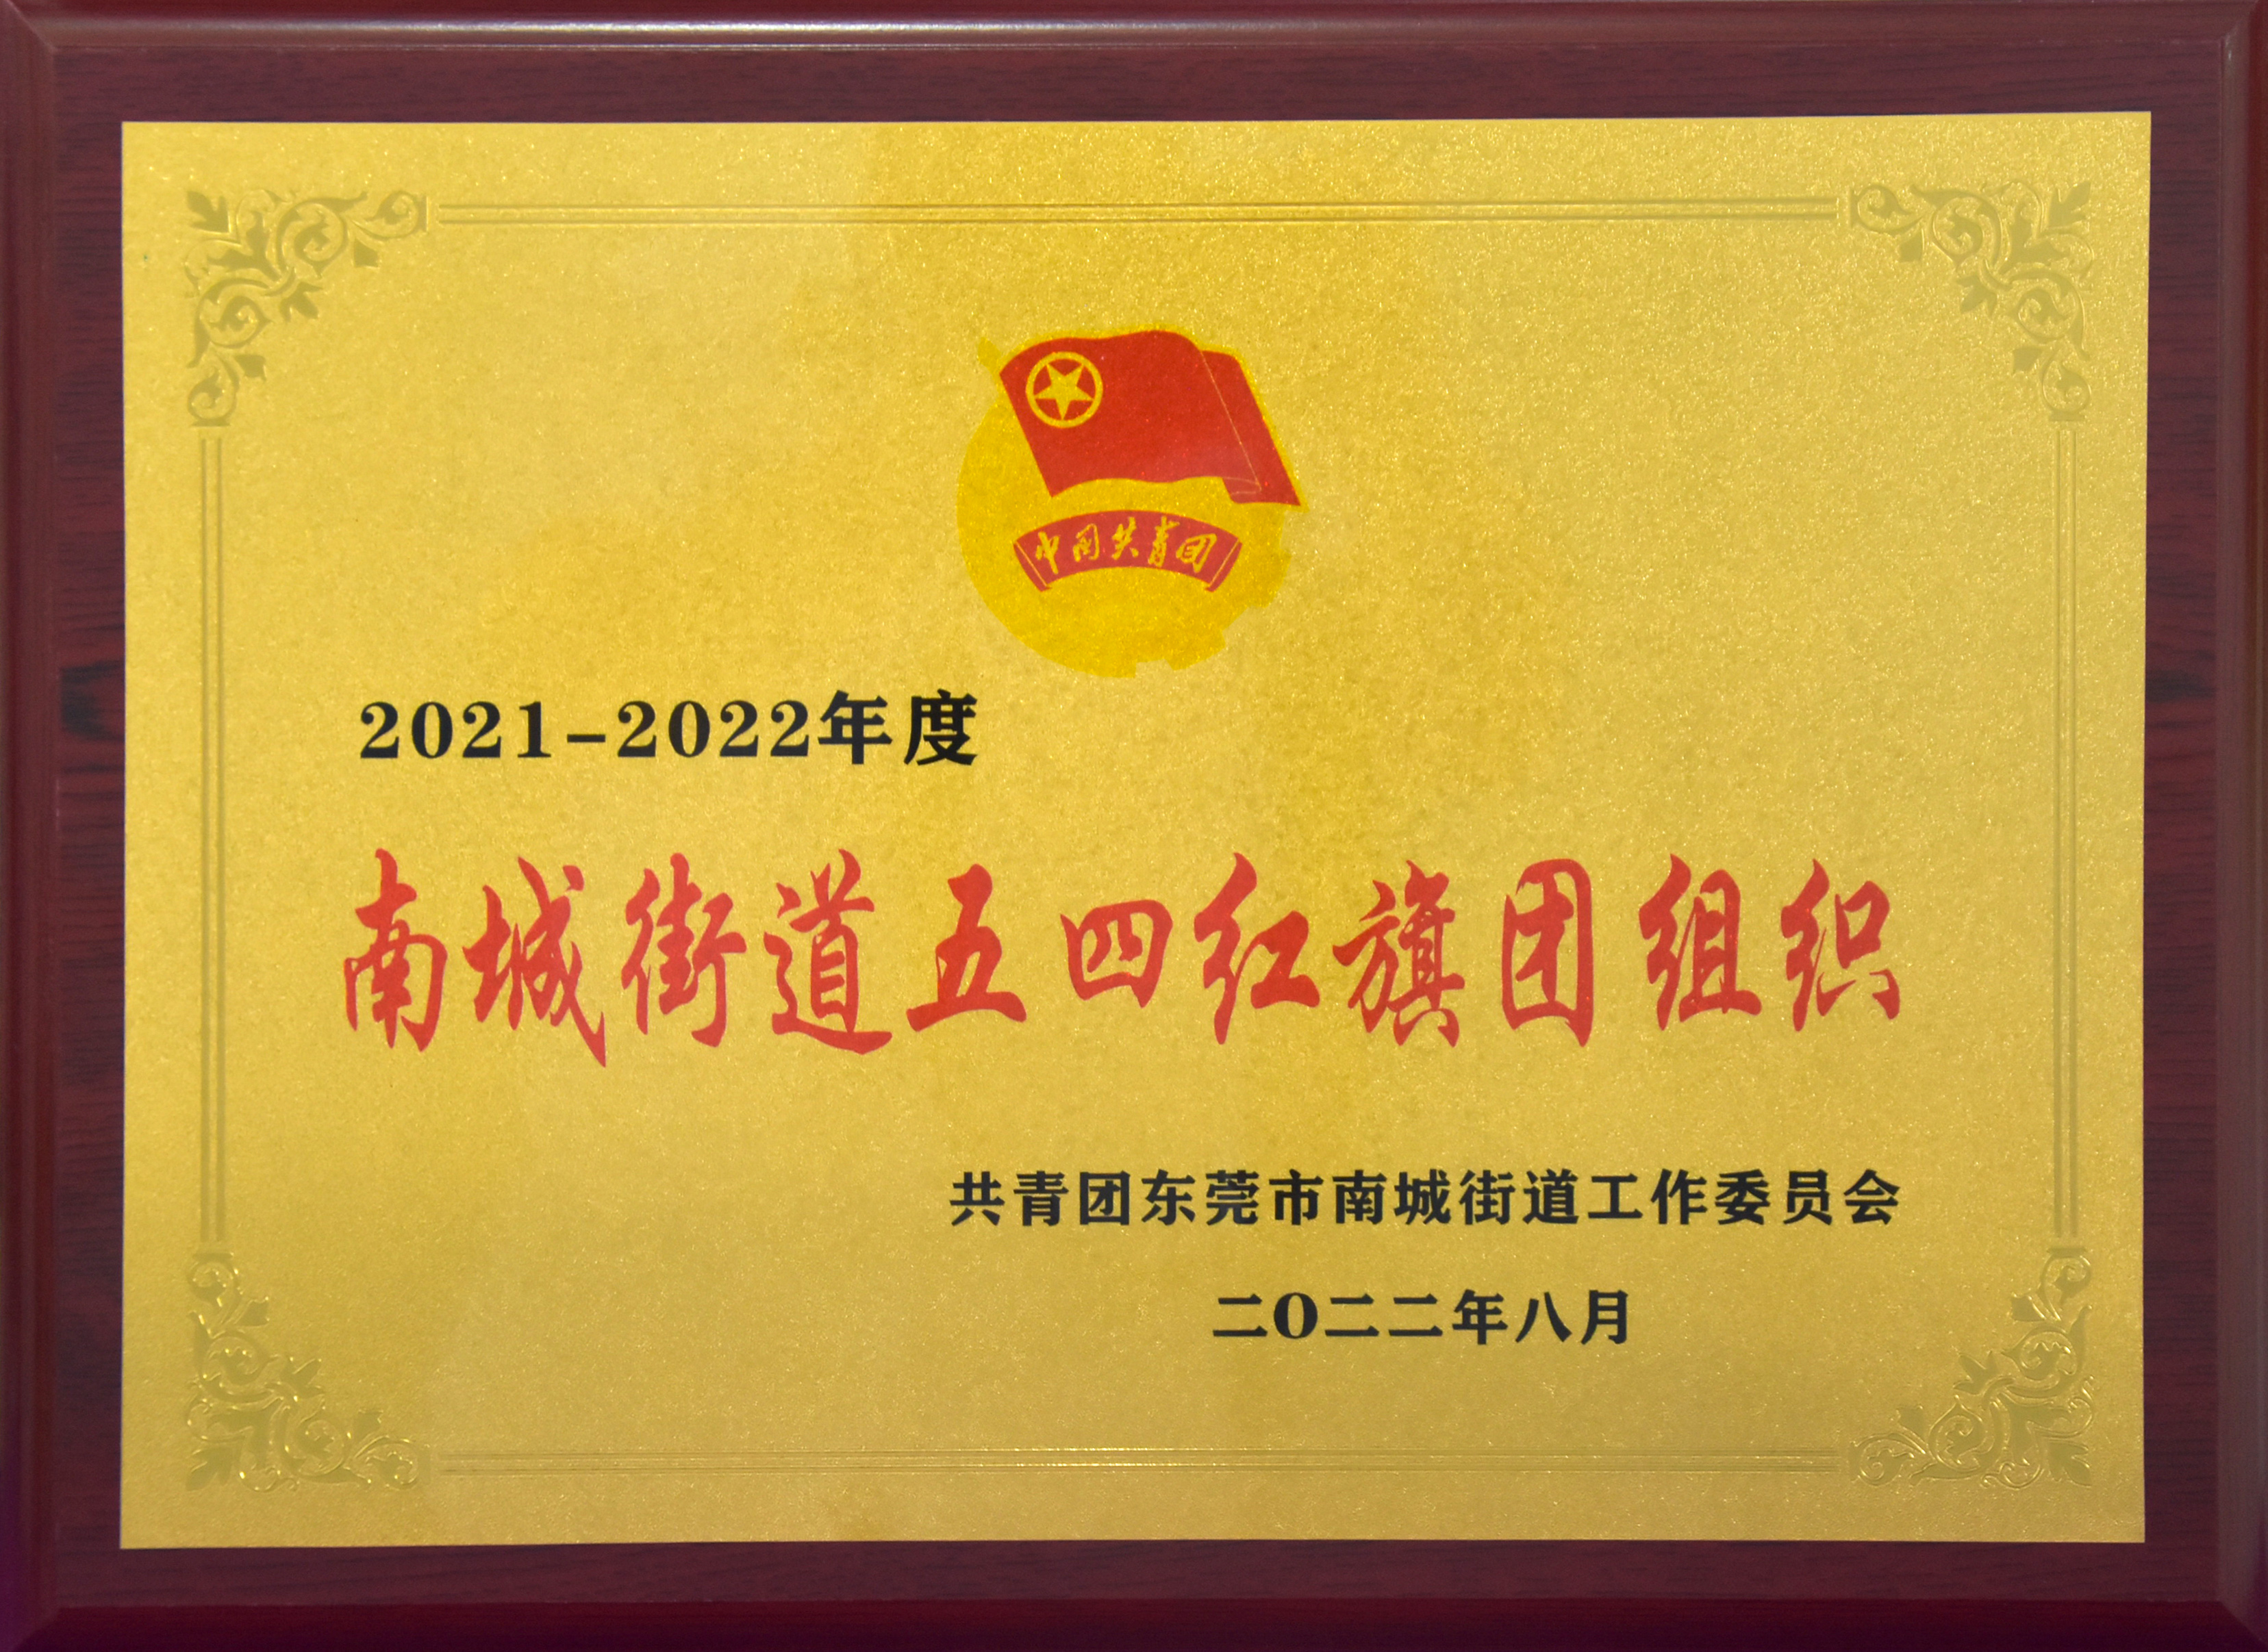 中国共青团
2021-2022年度
南城街道五四红旗团组织
共青团东莞市南城街道工作委员会
二O二二年八月